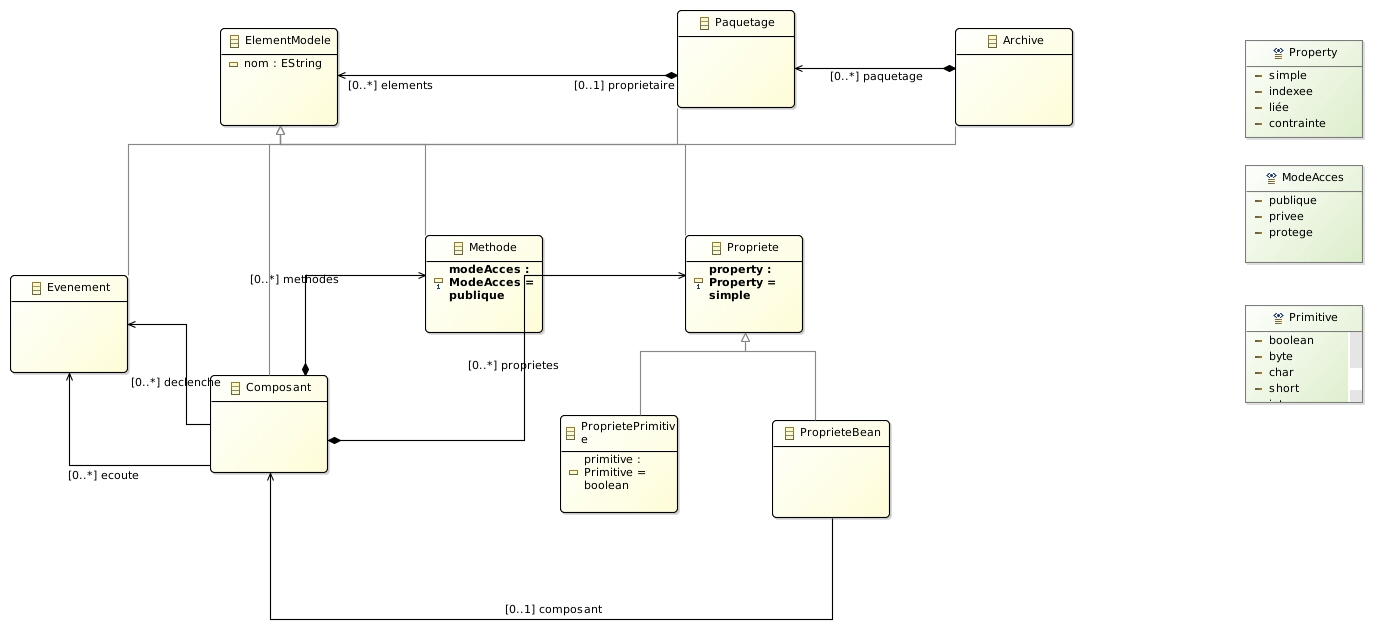 Paquetage
ElementModele
nom : EString
Archive
[0..*] elements
[0..1] proprietaire
[0..*] paquetage
Property
simple
indexee
liée
contrainte
ModeAcces
publique
privee
protege
Primitive
boolean
byte
char
short
Methode
modeAcces :
ModeAcces =
publique
Propriete
property :
Property =
simple
Evenement
[0..*] methodes
[0..*] declenche
[0..*] proprietes
Composant
[0..*] ecoute
ProprietePrimitiv
e
primitive :
Primitive =
boolean
ProprieteBean
[0..1] composant